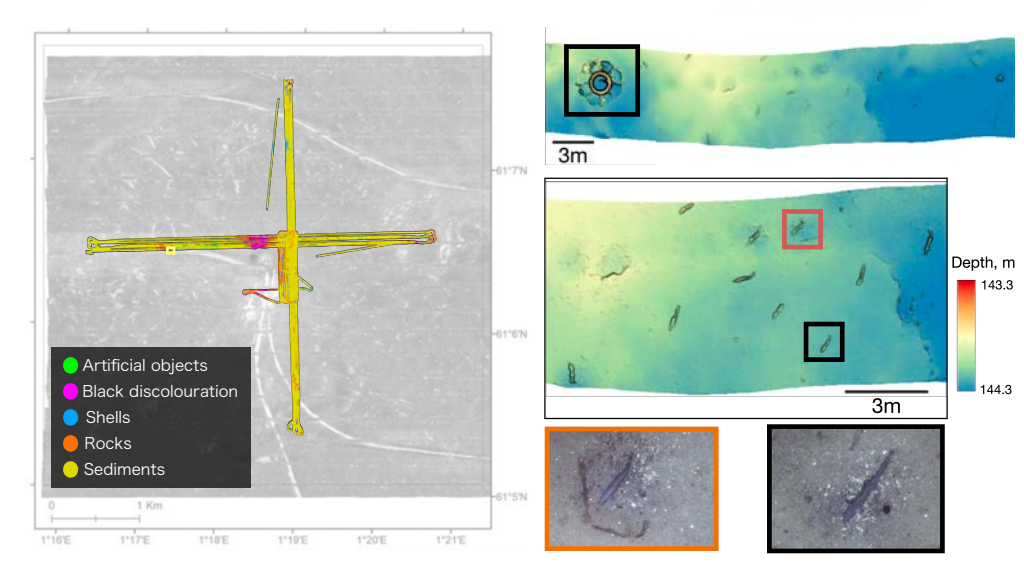 61°7'N
61°6'N
61°5'N
Artificial objects
Black discolouration
Shells
Rocks
Sediments
0 1 Km
1°16'E 1°17'E 1°18'E 1°19'E 1°20'E 1°21'E
3m
3m
Depth, m
143.3
144.3